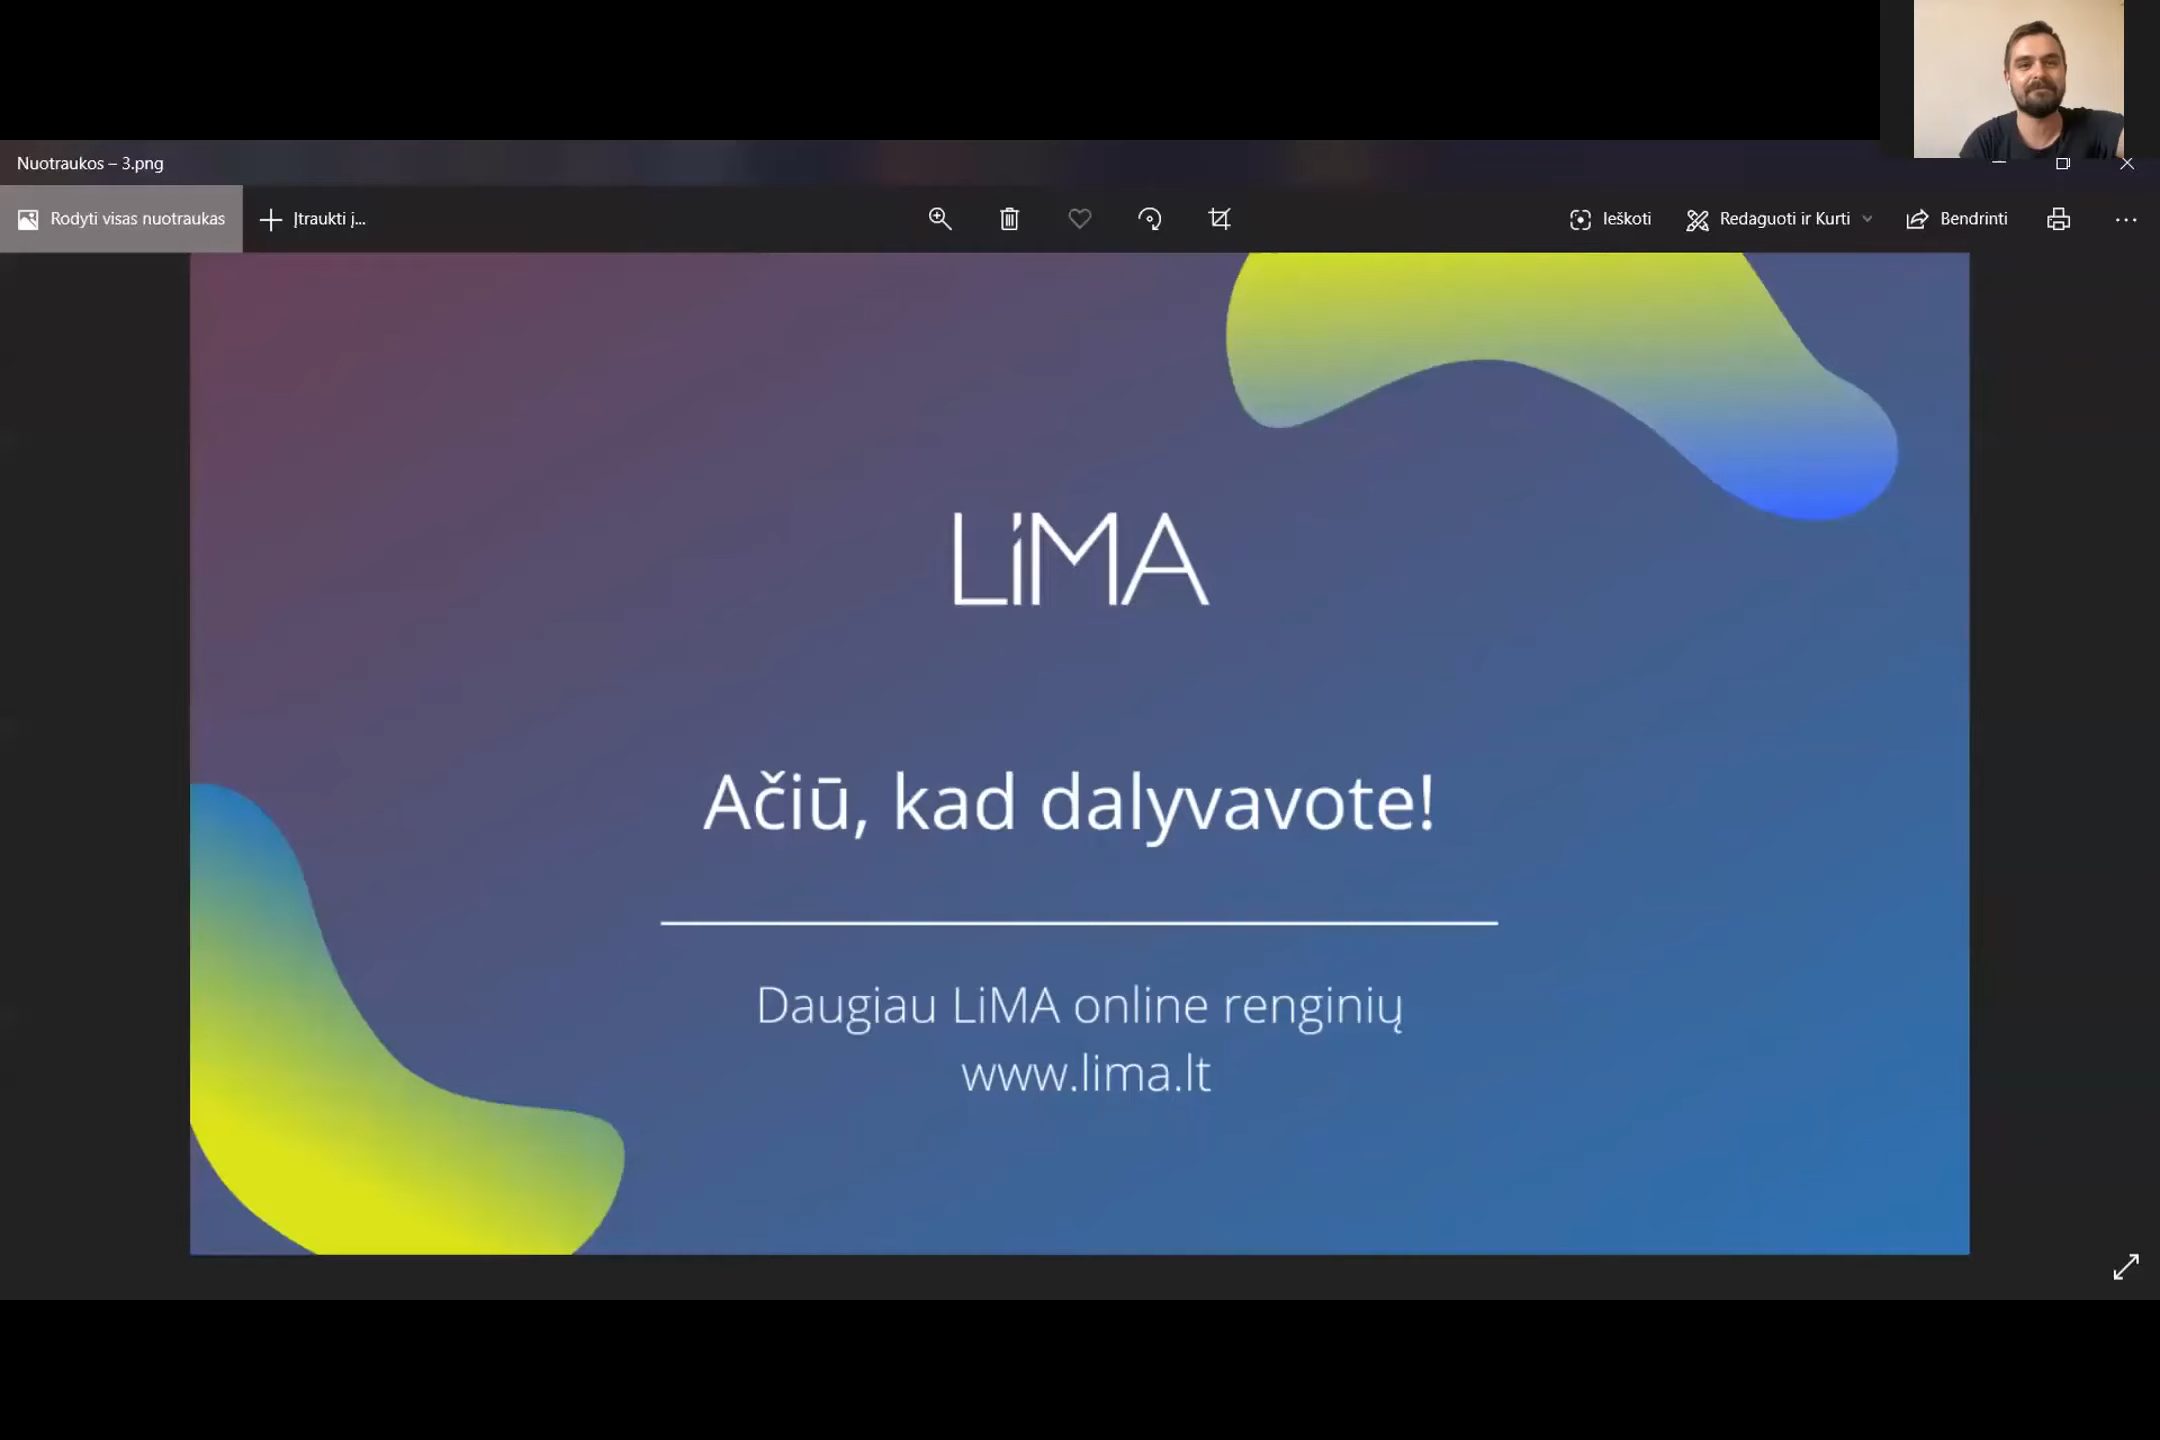 Nuotraukos – 3.png
Rodyti visas nuotraukas
Įtraukti į...
Ieškoti
Redaguoti ir Kurti
Bendrinti
LiMA
Ačiū, kad dalyvavote!
Daugiau LiMA online renginių
www.lima.lt